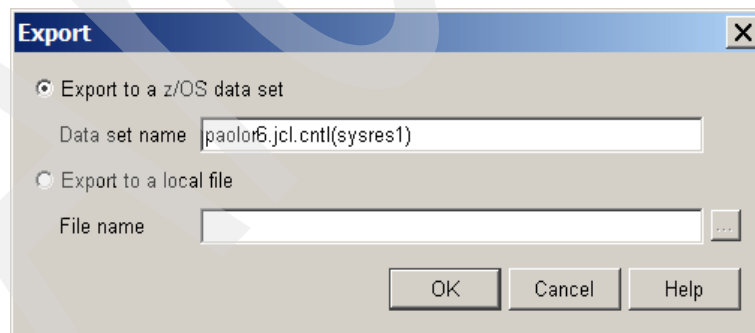 Export
Export to a z/OS data set
Data set name paolor6.jcl.cntl(sysres1)
Export to a local file
File name
...
OK Cancel Help